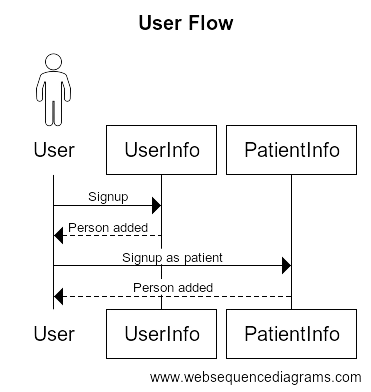 User Flow
User UserInfo PatientInfo
Signup
Person added
Signup as patient
Person added
User UserInfo PatientInfo
www.websequencediagrams.com